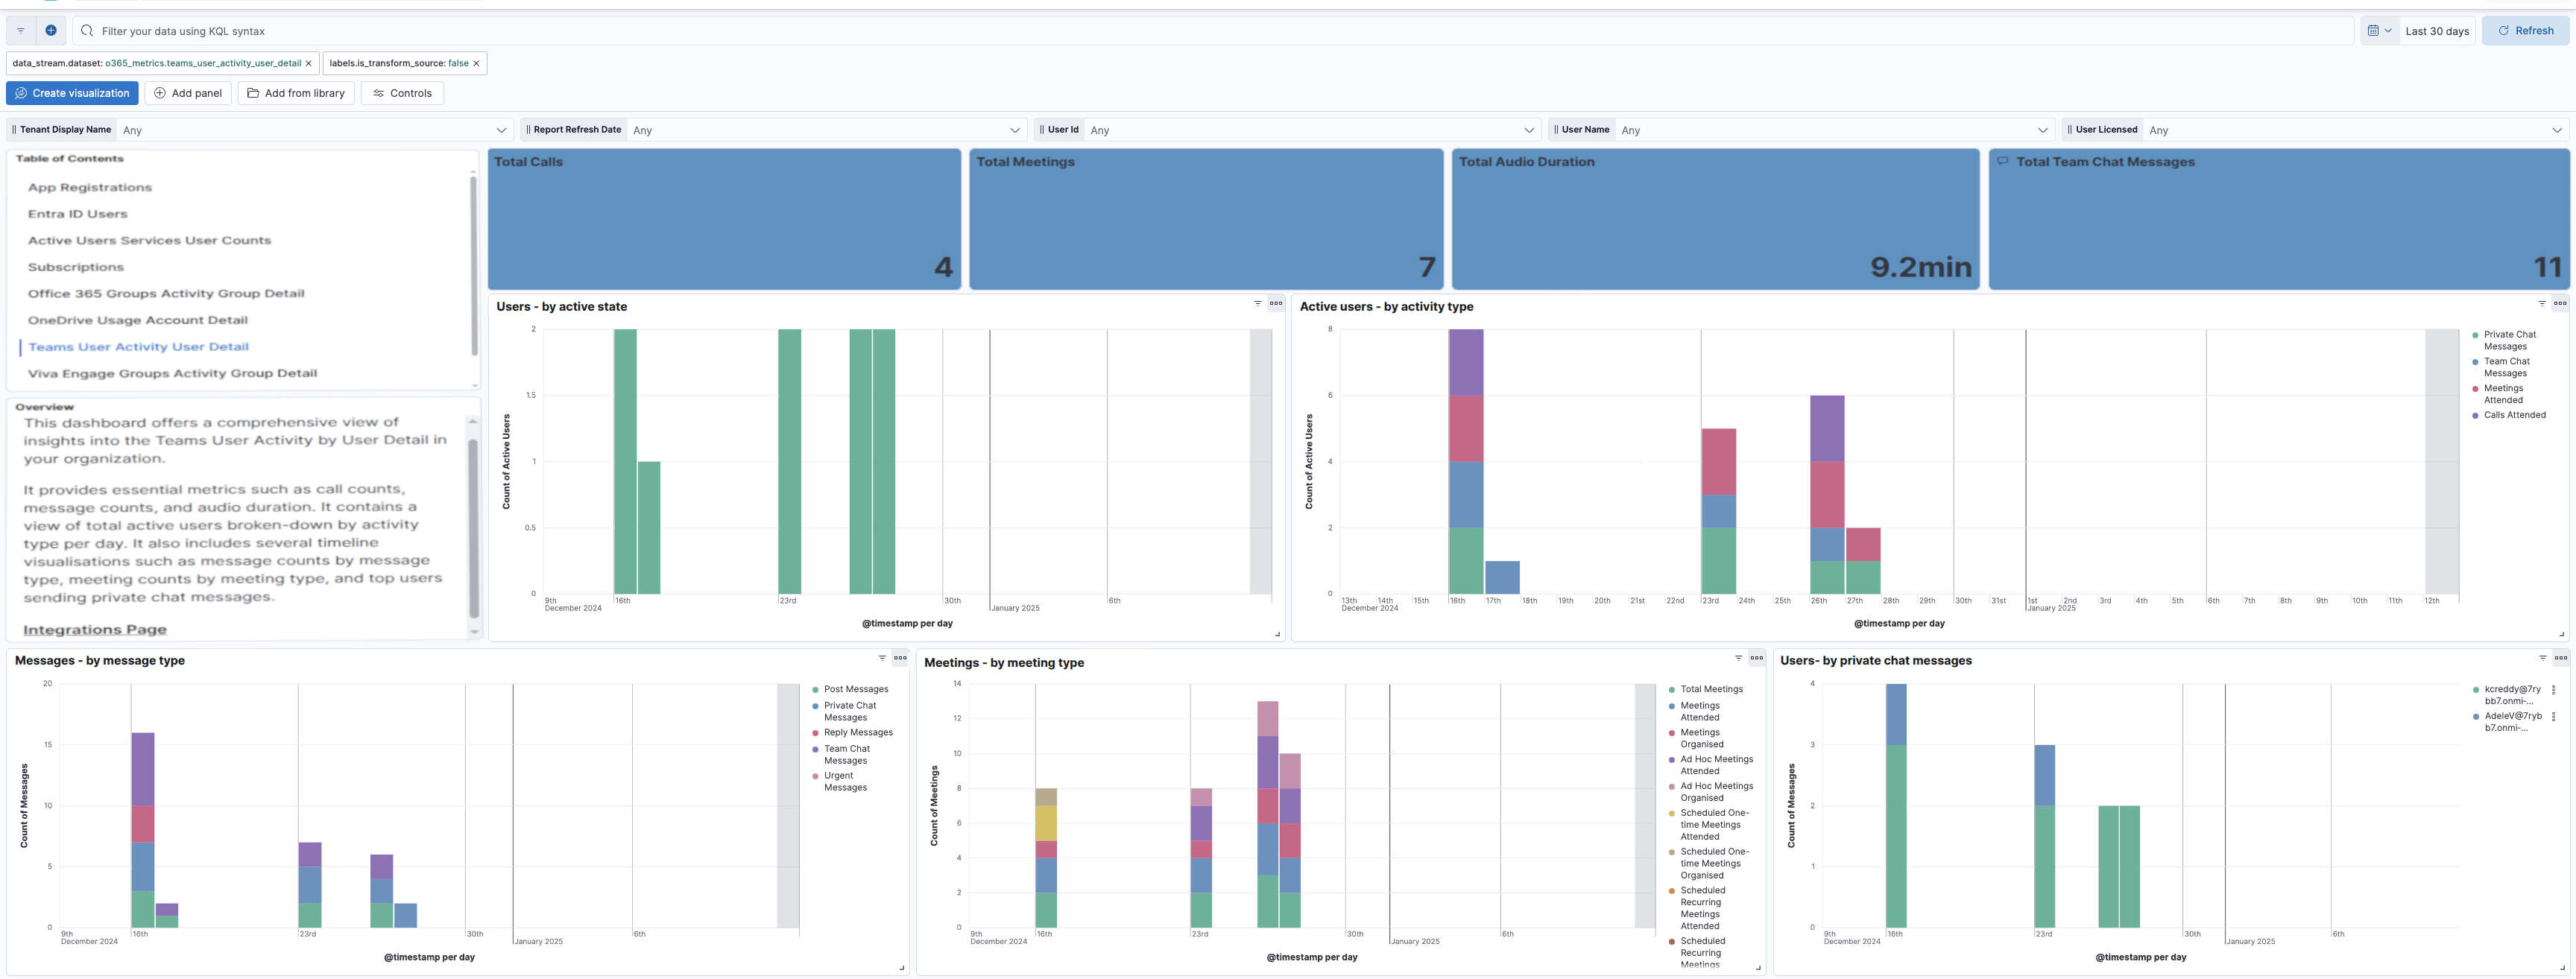 Filter your data using KQL syntax
Last 30 days
Refresh
data_stream.dataset: o365_metrics.teams_user_activity_user_detail ×
labels.is_transform_source: false ×
Create visualization
Add panel
Add from library
Controls
Tenant Display Name Any
Report Refresh Date Any
User Id Any
User Name Any
User Licensed Any
Table of Contents
App Registrations
Entra ID Users
Active Users Services User Counts
Subscriptions
Office 365 Groups Activity Group Detail
OneDrive Usage Account Detail
Teams User Activity User Detail
Viva Engage Groups Activity Group Detail
Total Calls
4
Total Meetings
7
Total Audio Duration
9.2min
Total Team Chat Messages
11
Overview
This dashboard offers a comprehensive view of
insights into the Teams User Activity by User Detail in
your organization.
It provides essential metrics such as call counts,
message counts, and audio duration. It contains a
view of total active users broken-down by activity
type per day. It also includes several timeline
visualisations such as message counts by message
type, meeting counts by meeting type, and top users
sending private chat messages.
Integrations Page
Users - by active state
Count of Active Users
2
1.5
1
0.5
0
9th 16th 23rd 30th 6th
December 2024 January 2025
@timestamp per day
Active users - by activity type
Count of Active Users
8
6
4
2
0
13th 14th 15th 16th 17th 18th 19th 20th 21st 22nd 23rd 24th 25th 26th 27th 28th 29th 30th 31st 1st 2nd 3rd 4th 5th 6th 7th 8th 9th 10th 11th 12th
December 2024 January 2025
@timestamp per day
Private Chat
Messages
Team Chat
Messages
Meetings
Attended
Calls Attended
Messages - by message type
Count of Messages
20
15
10
5
0
9th 16th 23rd 30th 6th
December 2024 January 2025
@timestamp per day
Post Messages
Private Chat
Messages
Reply Messages
Team Chat
Messages
Urgent
Messages
Meetings - by meeting type
Count of Meetings
14
12
10
8
6
4
2
0
9th 16th 23rd 30th 6th
December 2024 January 2025
@timestamp per day
Total Meetings
Meetings
Attended
Meetings
Organised
Ad Hoc Meetings
Attended
Ad Hoc Meetings
Organised
Scheduled One-
time Meetings
Attended
Scheduled One-
time Meetings
Organised
Scheduled
Recurring
Meetings
Attended
Scheduled
Recurring
Meetings
Users- by private chat messages
Count of Messages
4
3
2
1
0
9th 16th 23rd 30th 6th
December 2024 January 2025
@timestamp per day
kcreddy@7ry
bb7.onmi-...
AdeleV@7ryb
b7.onmi-...